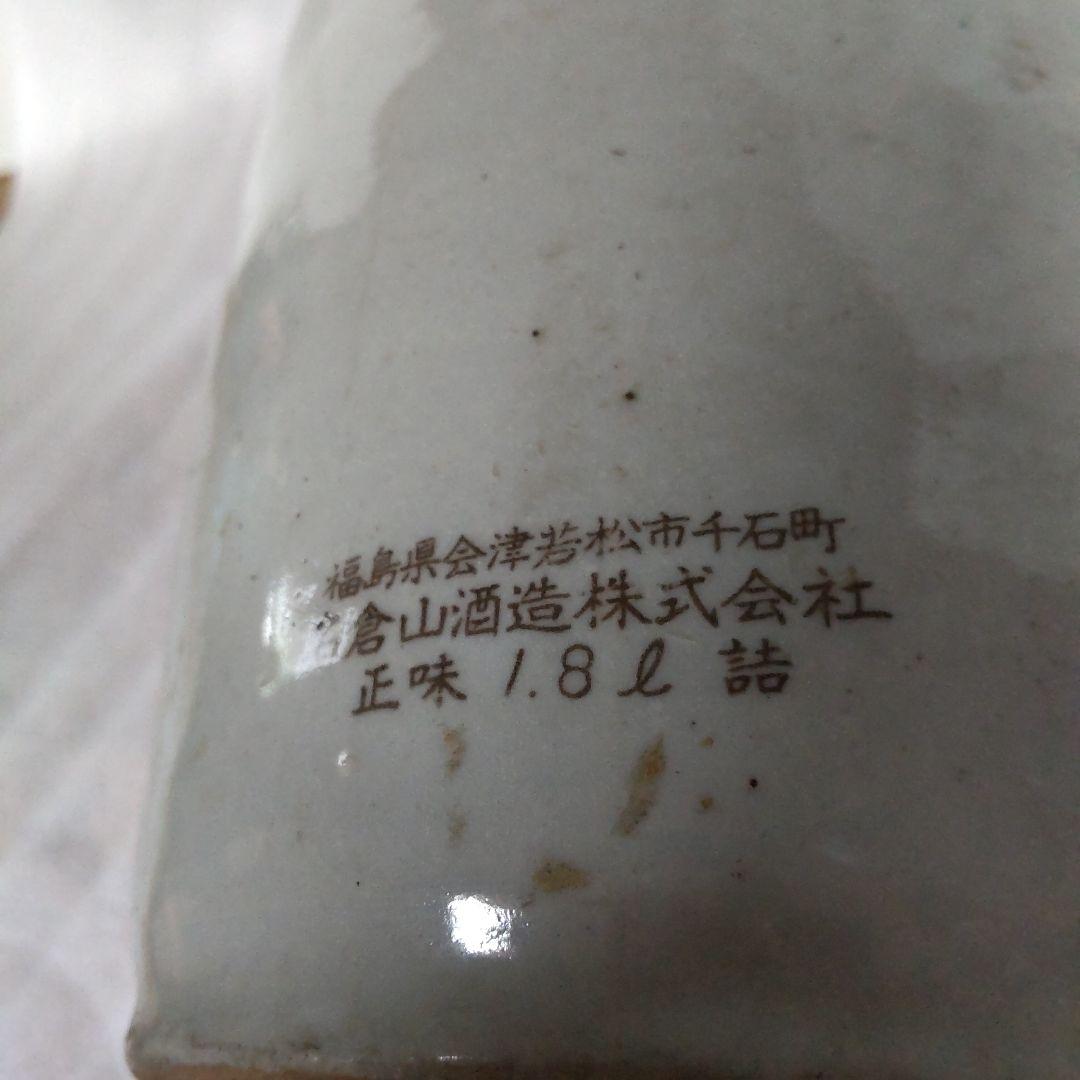 福島県会津若松市千石町
倉山酒造株式会社
正味 1.8ℓ 詰